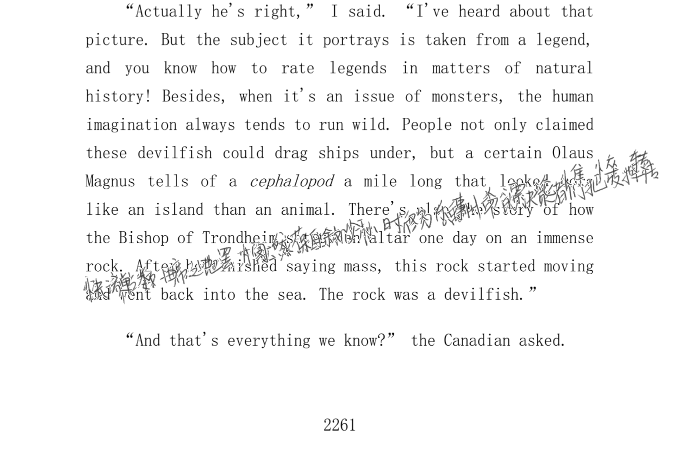 “Actually he's right,” I said. “I've heard about that
picture. But the subject it portrays is taken from a legend,
and you know how to rate legends in matters of natural
history! Besides, when it's an issue of monsters, the human
imagination always tends to run wild. People not only claimed
these devilfish could drag ships under, but a certain Olaus
Magnus tells of a cephalopod a mile long that looked
like an island than an animal. There's story of how
the Bishop of Trondheim altar one day on an immense
rock. After finished saying mass, this rock started moving
and went back into the sea. The rock was a devilfish.”
“And that's everything we know?” the Canadian asked.
2261